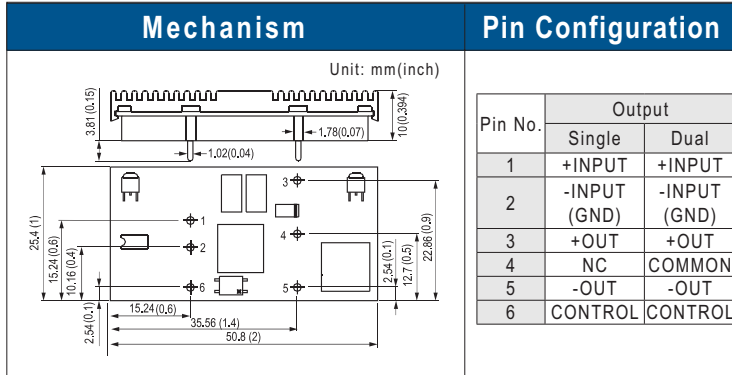 Mechanism
Pin Configuration
Unit: mm(inch)
3.81 (0.15)
10(0.394)
1.78(0.07)
1.02(0.04)
25.4 (1)
15.24 (0.6)
10.16 (0.4)
2.54 (0.1)
1
2
6
3
4
5
2.54 (0.1)
12.7 (0.5)
22.86 (0.9)
15.24(0.6)
35.56 (1.4)
50.8 (2)
Pin No. Output
Single Dual
1 +INPUT +INPUT
2 -INPUT (GND) -INPUT (GND)
3 +OUT +OUT
4 NC COMMON
5 -OUT -OUT
6 CONTROL CONTROL